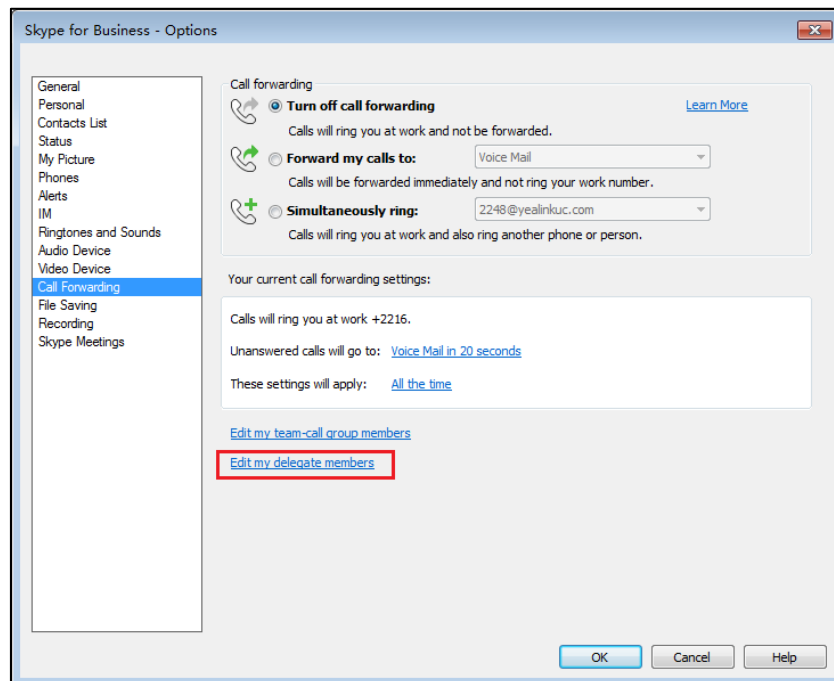 Skype for Business - Options
General
Personal
Contacts List
Status
My Picture
Phones
Alerts
IM
Ringtones and Sounds
Audio Device
Video Device
Call Forwarding
File Saving
Recording
Skype Meetings
Call forwarding
Turn off call forwarding Learn More
Calls will ring you at work and not be forwarded.
Forward my calls to: Voice Mail
Calls will be forwarded immediately and not ring your work number.
Simultaneously ring: 2248@yealinkuc.com
Calls will ring you at work and also ring another phone or person.
Your current call forwarding settings:
Calls will ring you at work +2216.
Unanswered calls will go to: Voice Mail in 20 seconds
These settings will apply: All the time
Edit my team-call group members
Edit my delegate members
OK Cancel Help